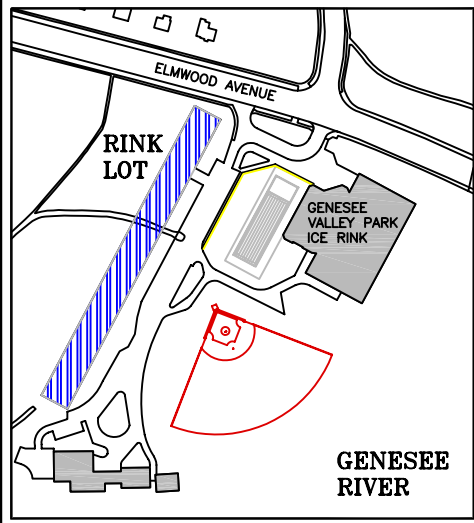 ELMWOOD AVENUE
RINK
LOT
GENESEE
VALLEY PARK
ICE RINK
GENESEE
RIVER